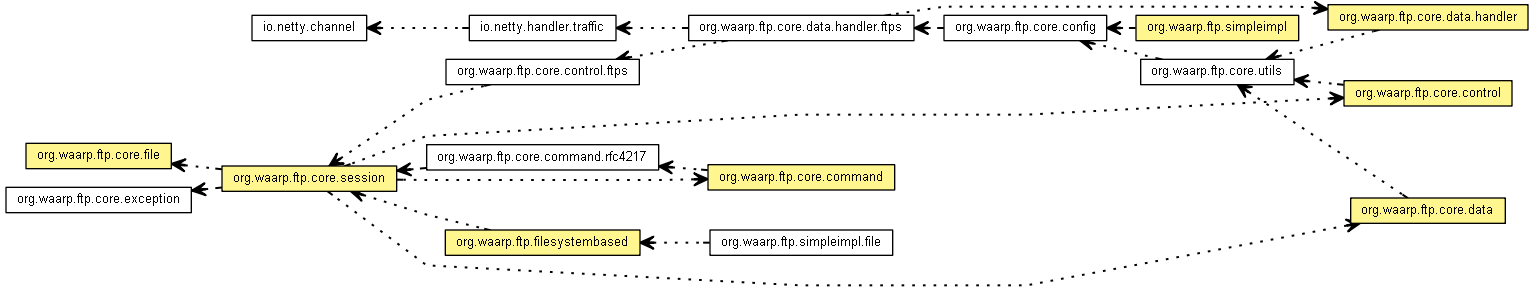 io.netty.channel
io.netty.handler.traffic
org.waarp.ftp.core.data.handler.ftps
org.waarp.ftp.core.config
org.waarp.ftp.simpleimpl
org.waarp.ftp.core.data.handler
org.waarp.ftp.core.control.ftps
org.waarp.ftp.core.utils
org.waarp.ftp.core.control
org.waarp.ftp.core.file
org.waarp.ftp.core.command.rfc4217
org.waarp.ftp.core.session
org.waarp.ftp.core.command
org.waarp.ftp.core.exception
org.waarp.ftp.core.data
org.waarp.ftp.filesystembased
org.waarp.ftp.simpleimpl.file